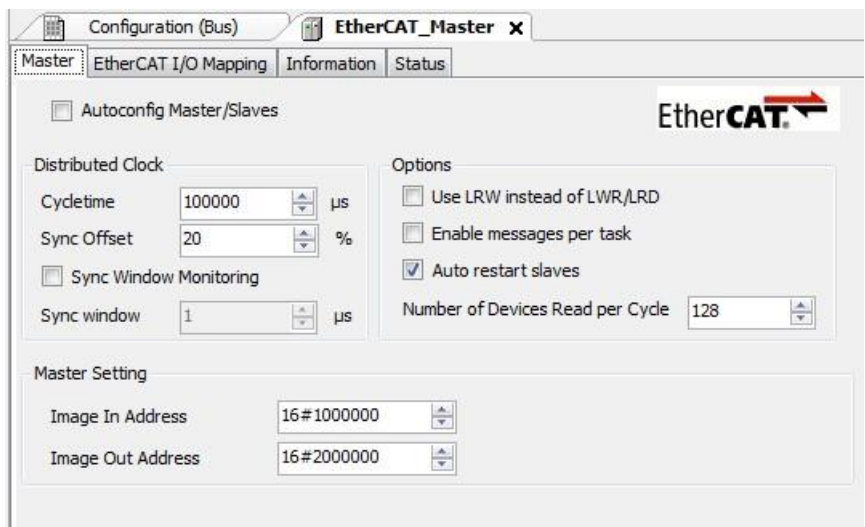 Configuration (Bus) EtherCAT_Master X
Master EtherCAT I/O Mapping Information Status
Autoconfig Master/Slaves
EtherCAT.
Distributed Clock
Cycletime 100000 µs
Sync Offset 20 %
Sync Window Monitoring
Sync window 1 µs
Options
Use LRW instead of LWR/LRD
Enable messages per task
Auto restart slaves
Number of Devices Read per Cycle 128
Master Setting
Image In Address 16#1000000
Image Out Address 16#2000000